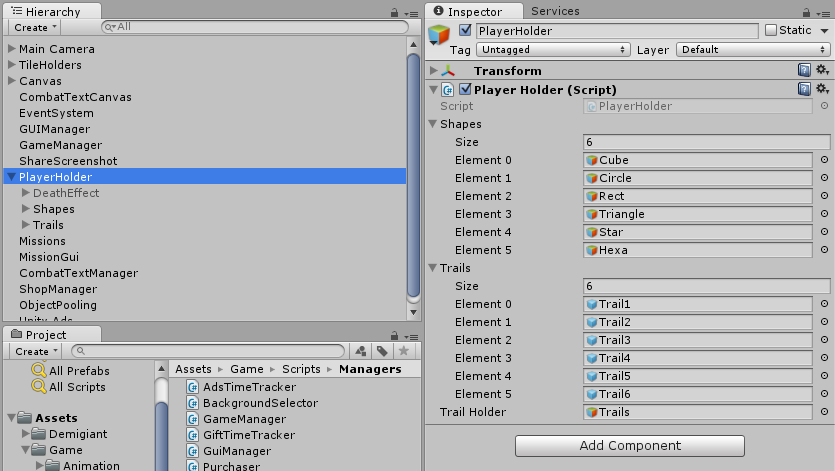 Hierarchy
Create
All
Main Camera
TileHolders
Canvas
CombatTextCanvas
EventSystem
GUIManager
GameManager
ShareScreenshot
PlayerHolder
DeathEffect
Shapes
Trails
Missions
MissionGui
CombatTextManager
ShopManager
ObjectPooling
Unity Ads
Project
Create
All Prefabs
All Scripts
Assets
Demigiant
Game
Animation
Assets Game Scripts Managers
AdsTimeTracker
BackgroundSelector
GameManager
GiftTimeTracker
GuiManager
Purchaser
Inspector Services
PlayerHolder Static
Tag Untagged Layer Default
Transform
Player Holder (Script)
Script PlayerHolder
Shapes
Size 6
Element 0 Cube
Element 1 Circle
Element 2 Rect
Element 3 Triangle
Element 4 Star
Element 5 Hexa
Trails
Size 6
Element 0 Trail1
Element 1 Trail2
Element 2 Trail3
Element 3 Trail4
Element 4 Trail5
Element 5 Trail6
Trail Holder Trails
Add Component